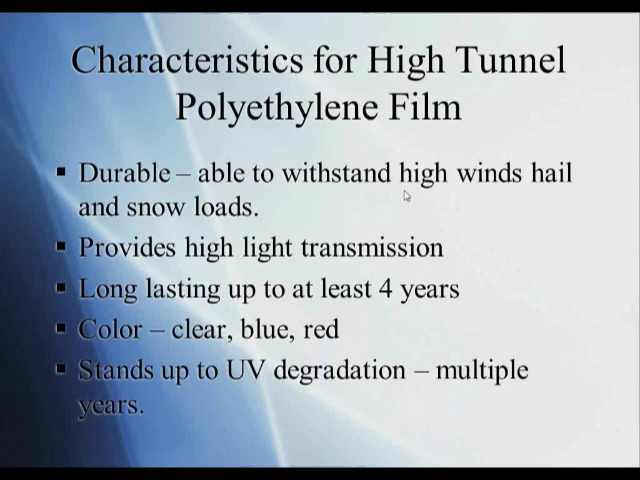 Characteristics for High Tunnel
Polyethylene Film
▪ Durable – able to withstand high winds hail
and snow loads.
▪ Provides high light transmission
▪ Long lasting up to at least 4 years
▪ Color – clear, blue, red
▪ Stands up to UV degradation – multiple
years.